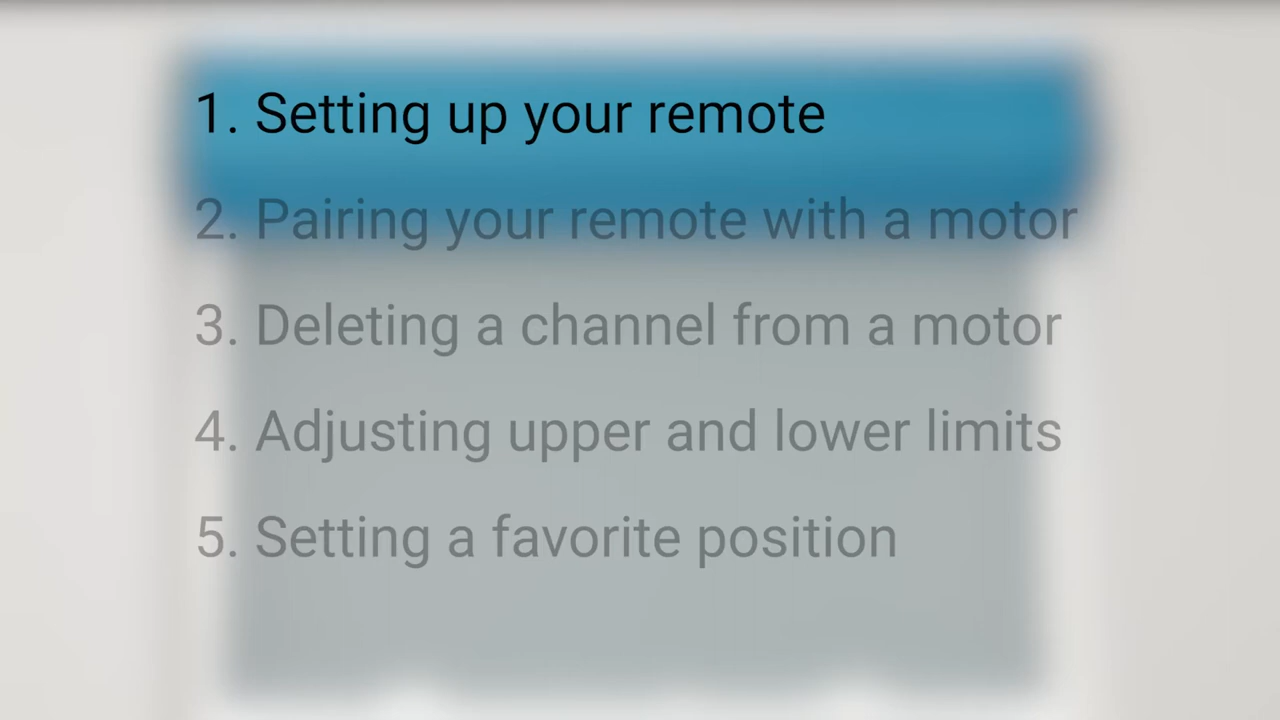 1. Setting up your remote
2. Pairing your remote with a motor
3. Deleting a channel from a motor
4. Adjusting upper and lower limits
5. Setting a favorite position